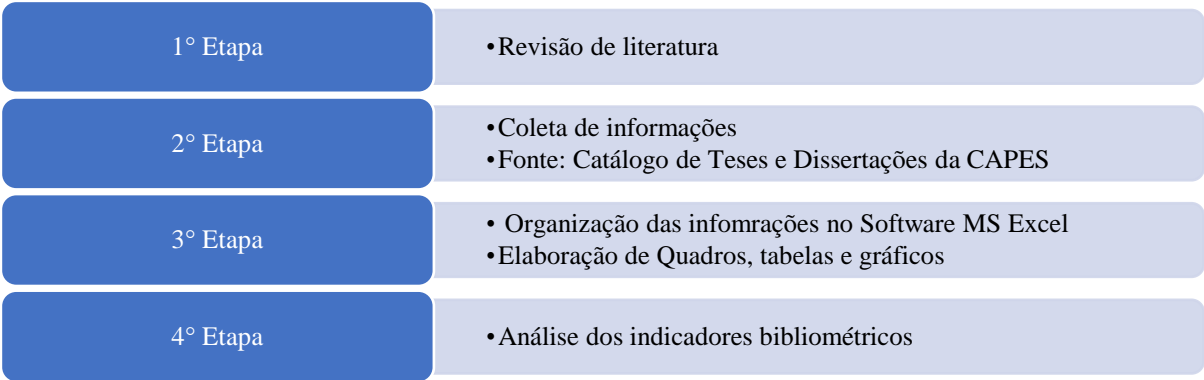 1° Etapa
•Revisão de literatura
2° Etapa
•Coleta de informações
•Fonte: Catálogo de Teses e Dissertações da CAPES
3° Etapa
• Organização das infomrações no Software MS Excel
•Elaboração de Quadros, tabelas e gráficos
4° Etapa
•Análise dos indicadores bibliométricos